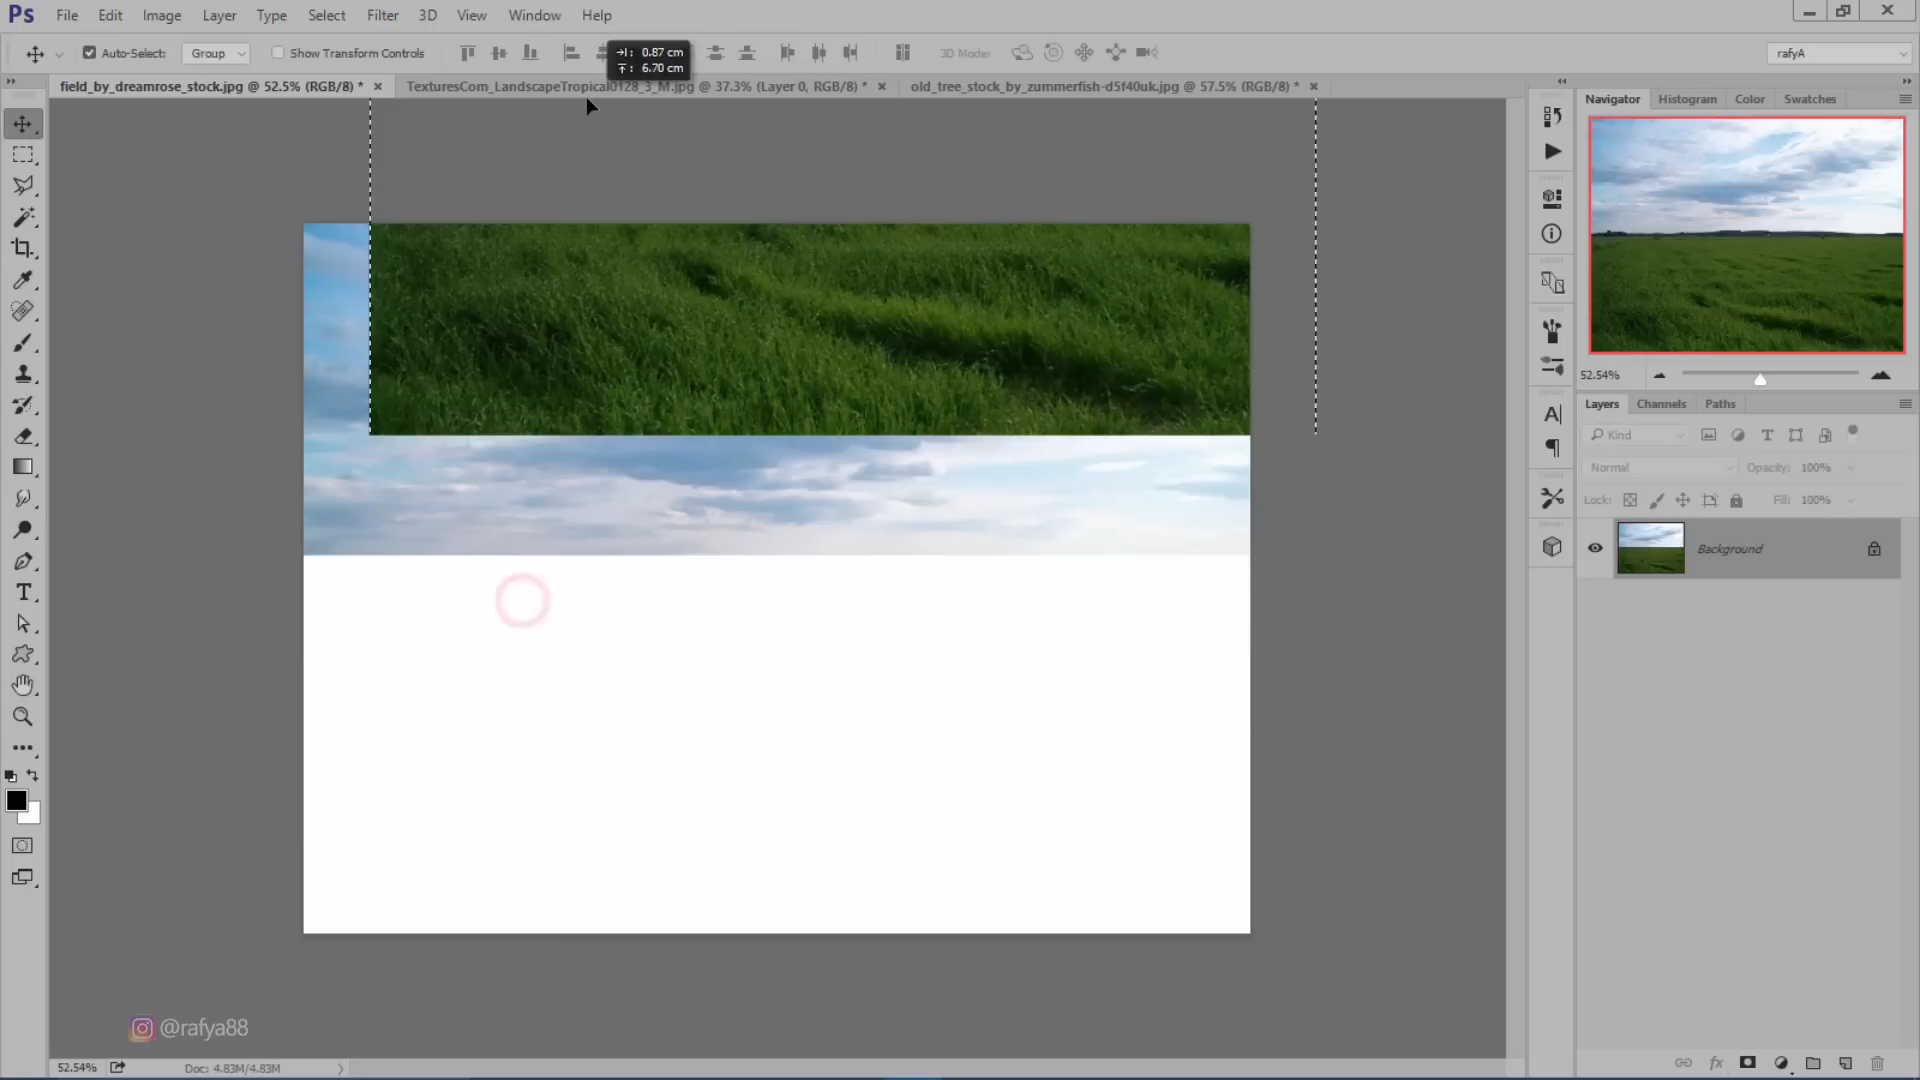 Ps File Edit Image Layer Type Select Filter 3D View Window Help
Auto-Select: Group Show Transform Controls 3D Mode: rafyA
→I: 0.87 cm
6.70 cm
field_by_dreamrose_stock.jpg @ 52.5% (RGB/8) * × TexturesCom_LandscapeTropical0128_3_M.jpg @ 37.3% (Layer 0, RGB/8) * × old_tree_stock_by_zummerfish-d5f40uk.jpg @ 57.5% (RGB/8) * ×
Navigator Histogram Color Swatches
52.54%
Layers Channels Paths
Kind
Normal Opacity: 100%
Lock: Fill: 100%
Background
@rafya88
52.54% Doc: 4.83M/4.83M